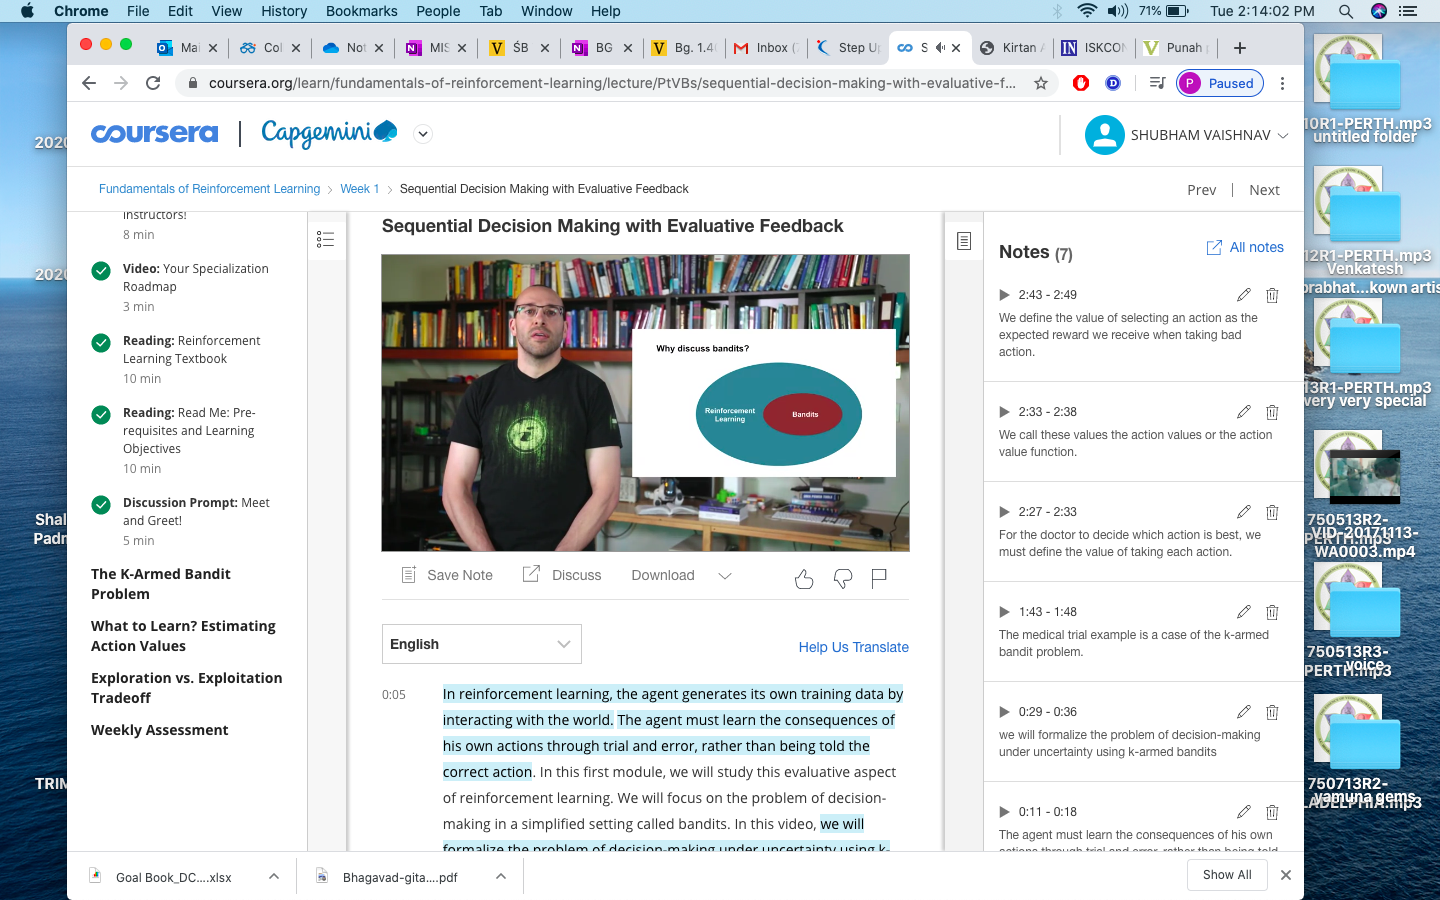 Chrome File Edit View History Bookmarks People Tab Window Help
71% Tue 2:14:02 PM
Mai Col Not MIS ŚB BG Bg. 1.4 Inbox ( Step U S Kirtan ISKCON Punah
coursera.org/learn/fundamentals-of-reinforcement-learning/lecture/PtVBs/sequential-decision-making-with-evaluative-f...
P Paused
coursera | Capgemini
SHUBHAM VAISHNAV
Fundamentals of Reinforcement Learning > Week 1 > Sequential Decision Making with Evaluative Feedback
Prev | Next
instructors!
8 min
Video: Your Specialization
Roadmap
3 min
Reading: Reinforcement
Learning Textbook
10 min
Reading: Read Me: Pre-
requisites and Learning
Objectives
10 min
Discussion Prompt: Meet
and Greet!
5 min
The K-Armed Bandit
Problem
What to Learn? Estimating
Action Values
Exploration vs. Exploitation
Tradeoff
Weekly Assessment
Sequential Decision Making with Evaluative Feedback
Why discuss bandits?
Reinforcement
Learning
Bandits
Save Note Discuss Download
English
Help Us Translate
0:05
In reinforcement learning, the agent generates its own training data by
interacting with the world. The agent must learn the consequences of
his own actions through trial and error, rather than being told the
correct action. In this first module, we will study this evaluative aspect
of reinforcement learning. We will focus on the problem of decision-
making in a simplified setting called bandits. In this video, we will
formalize the problem of decision-making under uncertainty using k-
Notes (7)
All notes
2:43 - 2:49
We define the value of selecting an action as the
expected reward we receive when taking bad
action.
2:33 - 2:38
We call these values the action values or the action
value function.
2:27 - 2:33
For the doctor to decide which action is best, we
must define the value of taking each action.
1:43 - 1:48
The medical trial example is a case of the k-armed
bandit problem.
0:29 - 0:36
we will formalize the problem of decision-making
under uncertainty using k-armed bandits
0:11 - 0:18
The agent must learn the consequences of his own
actions through trial and error, rather than being told
Goal Book_DC....xlsx
Bhagavad-gita....pdf
Show All
2020
2020
Shal
Padm
TRIM
10R1-PERTH.mp3
untitled folder
12R1-PERTH.mp3
Venkatesh
prabhat...kown artis
13R1-PERTH.mp3
very very special
750513R2-
PERTH.mp3
VID-20171113-
WA0003.mp4
750513R3-
PERTH.mp3
voice
750713R2-
LADELPHIA.mp3
yamuna gems